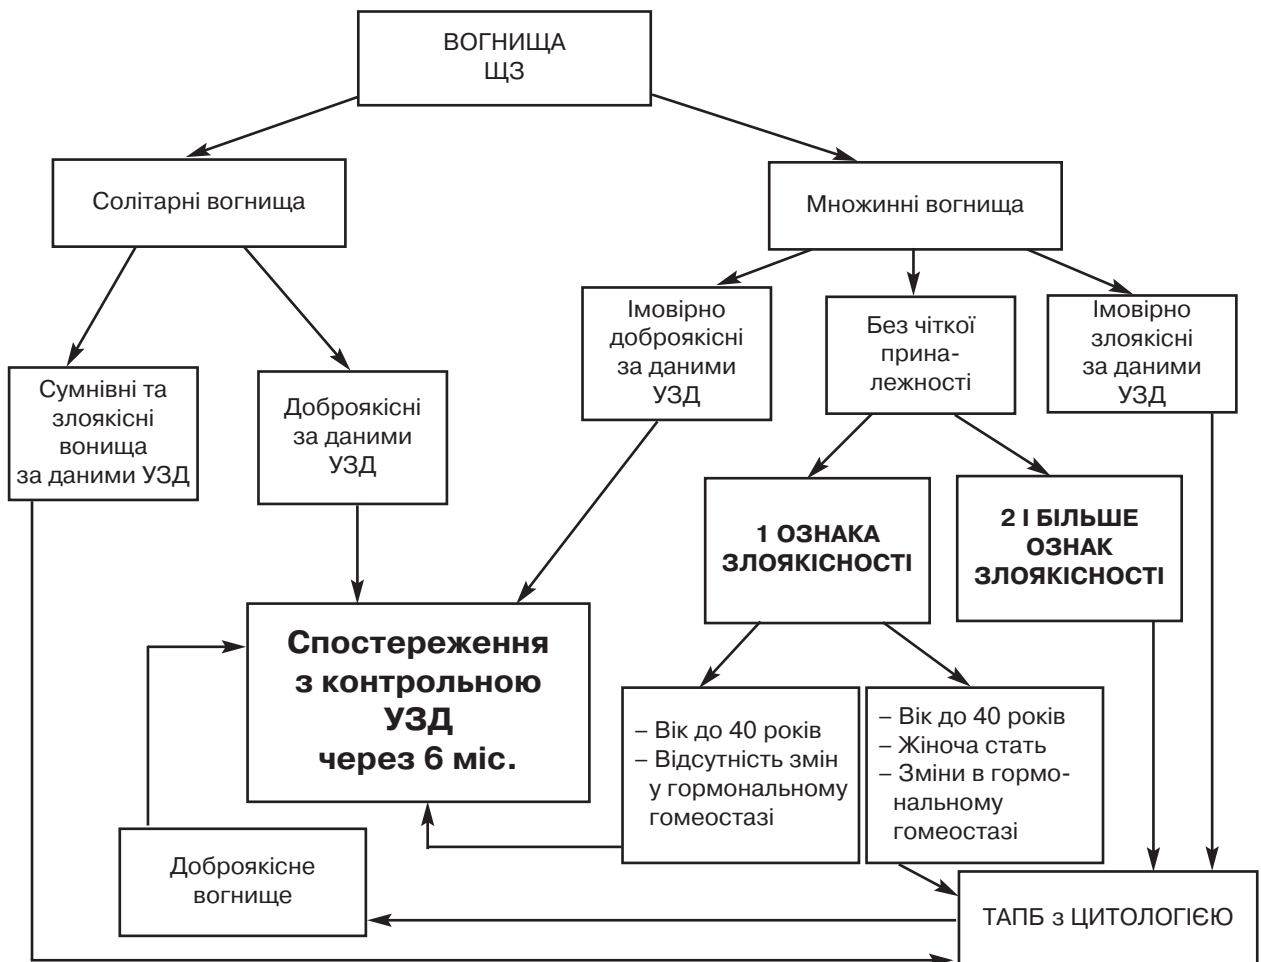 ВОГНИЩА
ЩЗ
Солітарні вогнища
Множинні вогнища
Сумнівні та
злоякісні
вонища
за даними УЗД
Доброякісні
за даними
УЗД
Імовірно
доброякісні
за даними
УЗД
Без чіткої
прина-
лежності
Імовірно
злоякісні
за даними
УЗД
1 ОЗНАКА
ЗЛОЯКІСНОСТІ
2 І БІЛЬШЕ
ОЗНАК
ЗЛОЯКІСНОСТІ
Спостереження
з контрольною
УЗД
через 6 міс.
– Вік до 40 років
– Відсутність змін
у гормональному
гомеостазі
– Вік до 40 років
– Жіноча стать
– Зміни в гормо-
нальному
гомеостазі
Доброякісне
вогнище
ТАПБ з ЦИТОЛОГІЄЮ